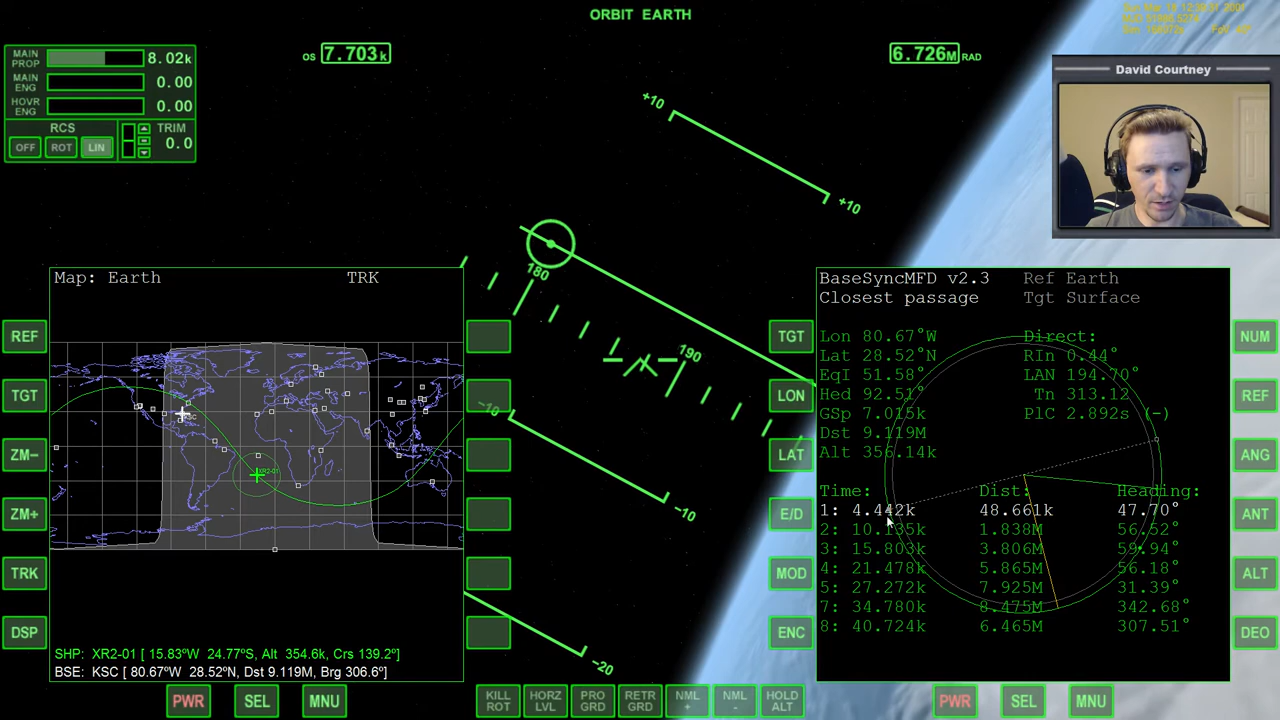 ORBIT EARTH
MAIN PROP 8.02k
MAIN ENG 0.00
HOVR ENG 0.00
RCS TRIM
OFF ROT LIN 0.0
OS 7.703k
6.726M RAD
David Courtney
+10 +10
180
190
-10 -10
-20
Map: Earth TRK
REF
TGT
ZM-
ZM+
TRK
DSP
XR2-01
SHP: XR2-01 [ 15.83°W 24.77°S, Alt 354.6k, Crs 139.2°]
BSE: KSC [ 80.67°W 28.52°N, Dst 9.119M, Brg 306.6°]
PWR SEL MNU
KILL ROT
HORZ LVL
PRO GRD
RETR GRD
NML +
NML -
HOLD ALT
BaseSyncMFD v2.3 Ref Earth
Closest passage Tgt Surface
TGT
LON
LAT
E/D
MOD
ENC
Lon 80.67°W Direct:
Lat 28.52°N RIn 0.44°
EqI 51.58° LAN 194.70°
Hed 92.51° Tn 313.12
GSp 7.015k PlC 2.892s (-)
Dst 9.119M
Alt 356.14k
Time: Dist: Heading:
1: 4.442k 48.661k 47.70°
2: 10.135k 1.838M 56.52°
3: 15.803k 3.806M 59.94°
4: 21.478k 5.865M 56.18°
5: 27.272k 7.925M 31.39°
7: 34.780k 8.475M 342.68°
8: 40.724k 6.465M 307.51°
NUM
REF
ANG
ANT
ALT
DEO
PWR SEL MNU